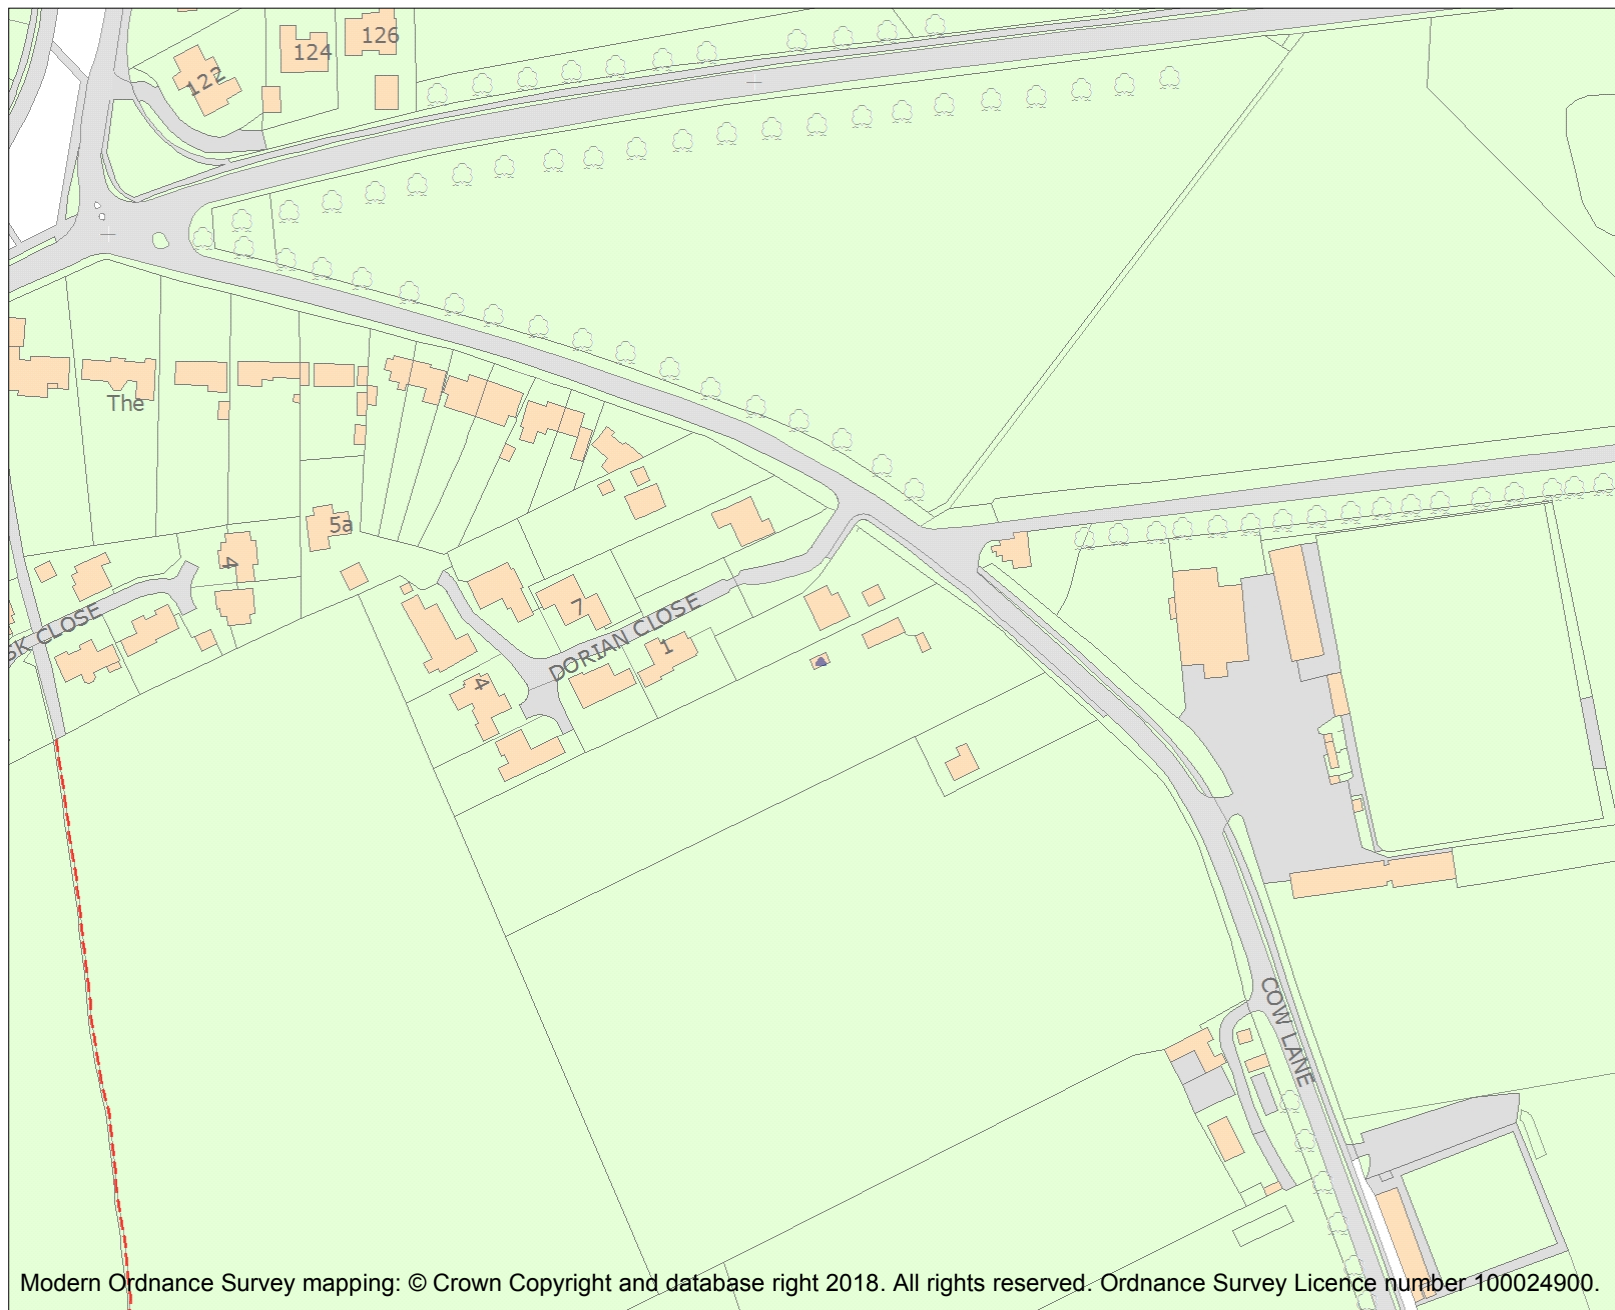 126
124
122
The
5a
4
SK CLOSE
7
DORIAN CLOSE
1
4
COW LANE
Modern Ordnance Survey mapping: © Crown Copyright and database right 2018. All rights reserved. Ordnance Survey Licence number 100024900.